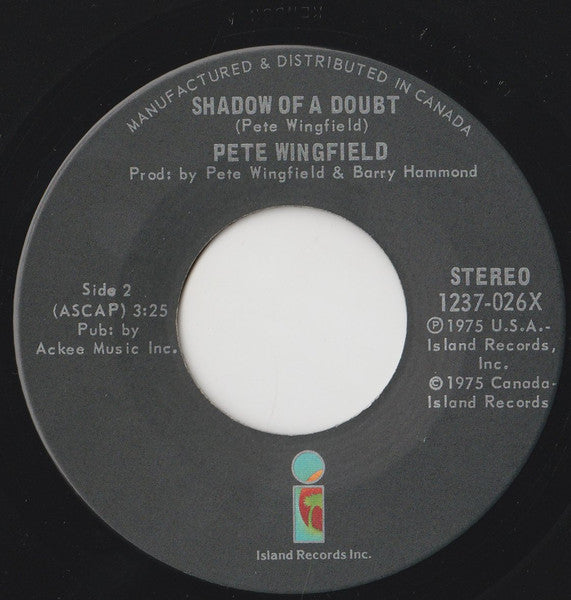 MANUFACTURED & DISTRIBUTED IN CANADA
SHADOW OF A DOUBT
(Pete Wingfield)
PETE WINGFIELD
Prod: by Pete Wingfield & Barry Hammond
Side 2
(ASCAP) 3:25
Pub: by
Ackee Music Inc.
STEREO
1237-026X
Ⓟ1975 U.S.A.-
Island Records,
Inc.
©1975 Canada-
Island Records
i
Island Records Inc.